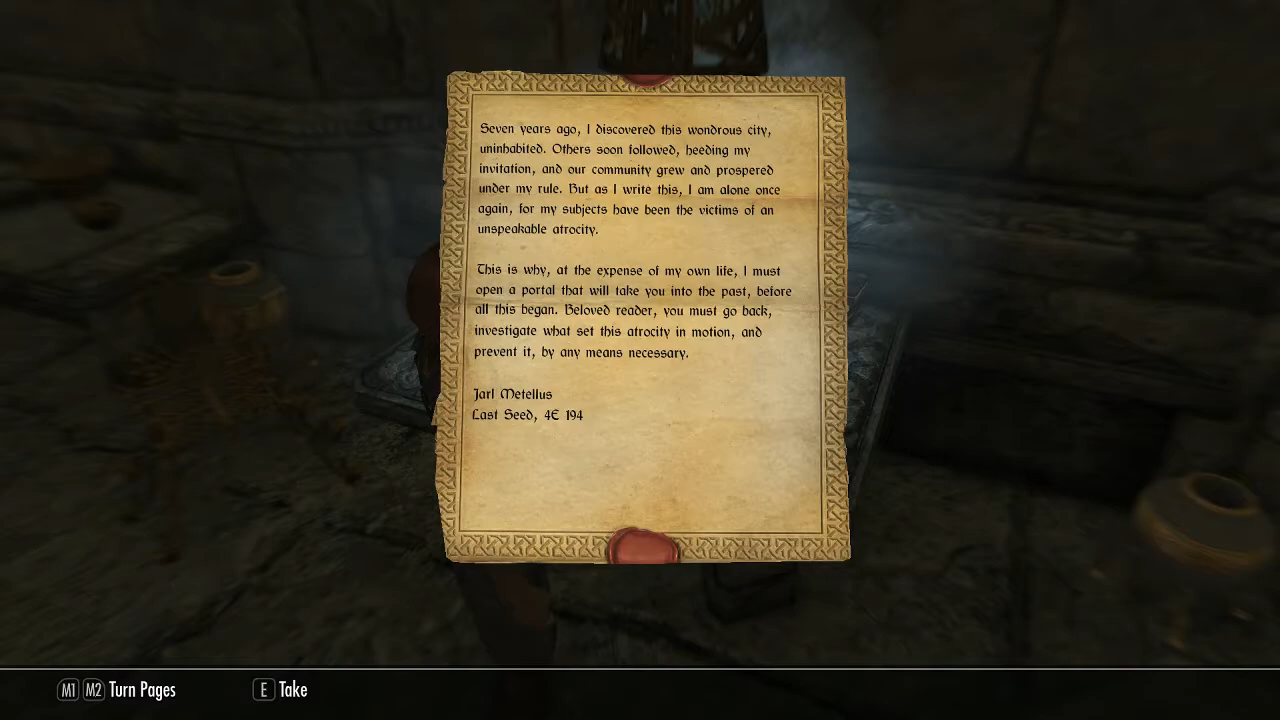 Seven years ago, I discovered this wondrous city,
uninhabited. Others soon followed, heeding my
invitation, and our community grew and prospered
under my rule. But as I write this, I am alone once
again, for my subjects have been the victims of an
unspeakable atrocity.
This is why, at the expense of my own life, I must
open a portal that will take you into the past, before
all this began. Beloved reader, you must go back,
investigate what set this atrocity in motion, and
prevent it, by any means necessary.
Jarl Metellus
Last Seed, 4E 194
M1 M2 Turn Pages E Take